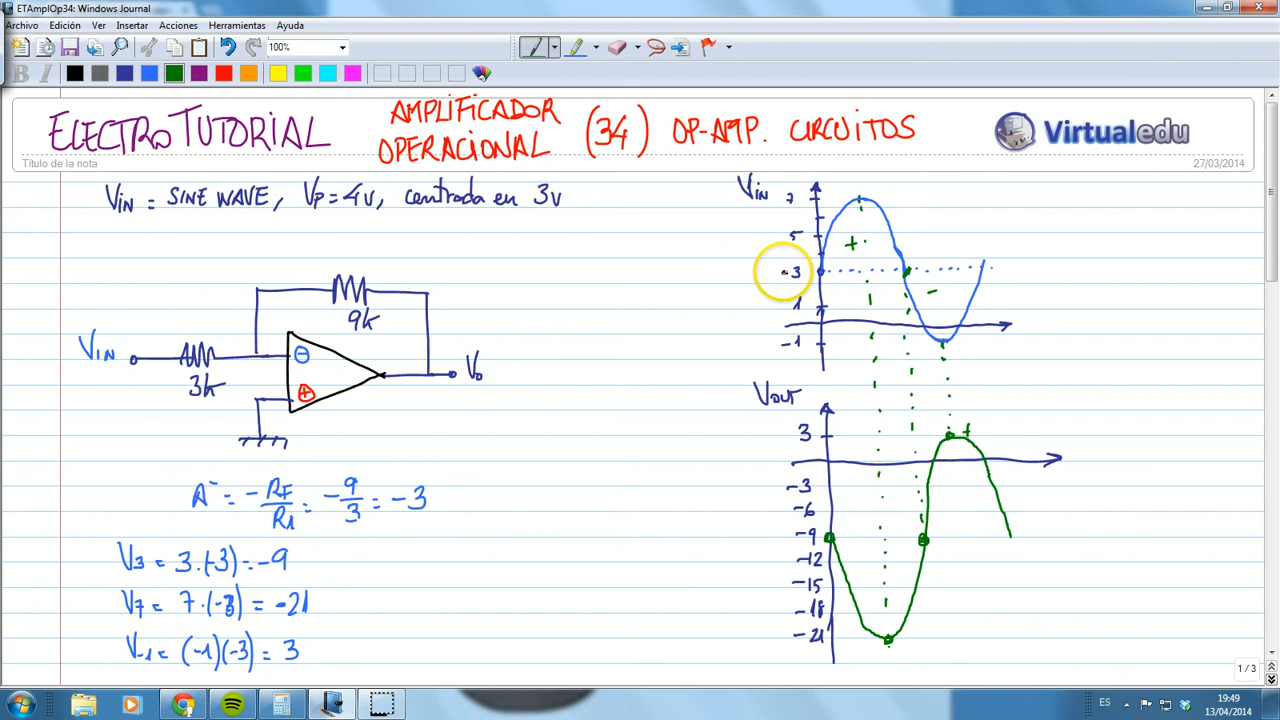 ETAmplOp34: Windows Journal
Archivo Edición Ver Insertar Acciones Herramientas Ayuda
100%
B I
ELECTROTUTORIAL AMPLIFICADOR OPERACIONAL (34) OP-AMP. CIRCUITOS Virtualedu
Título de la nota
27/03/2014
VIN = SINE WAVE, VP = 4V, centrada en 3V
VIN
7
5
3
1
-1
+
-
9k
VIN
3k
-
+
Vo
VOUT
3
-3
-6
-9
-12
-15
-18
-21
+
A⁻ = -RF/R1 = -9/3 = -3
V3 = 3·(-3) = -9
V7 = 7·(-3) = -21
V-1 = (-1)(-3) = 3
1 / 3
ES
19:49
13/04/2014